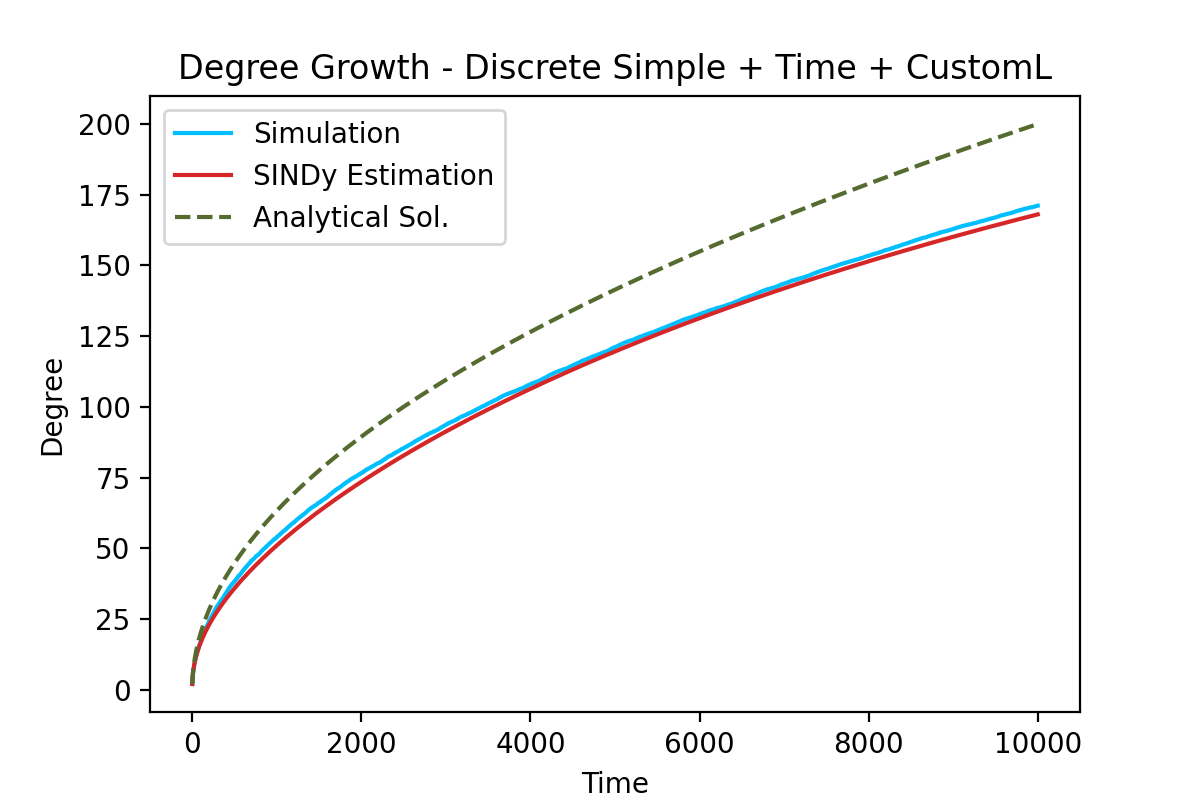 Degree Growth - Discrete Simple + Time + CustomL
Simulation
SINDy Estimation
Analytical Sol.
200
175
150
125
100
75
50
25
0
Degree
0 2000 4000 6000 8000 10000
Time